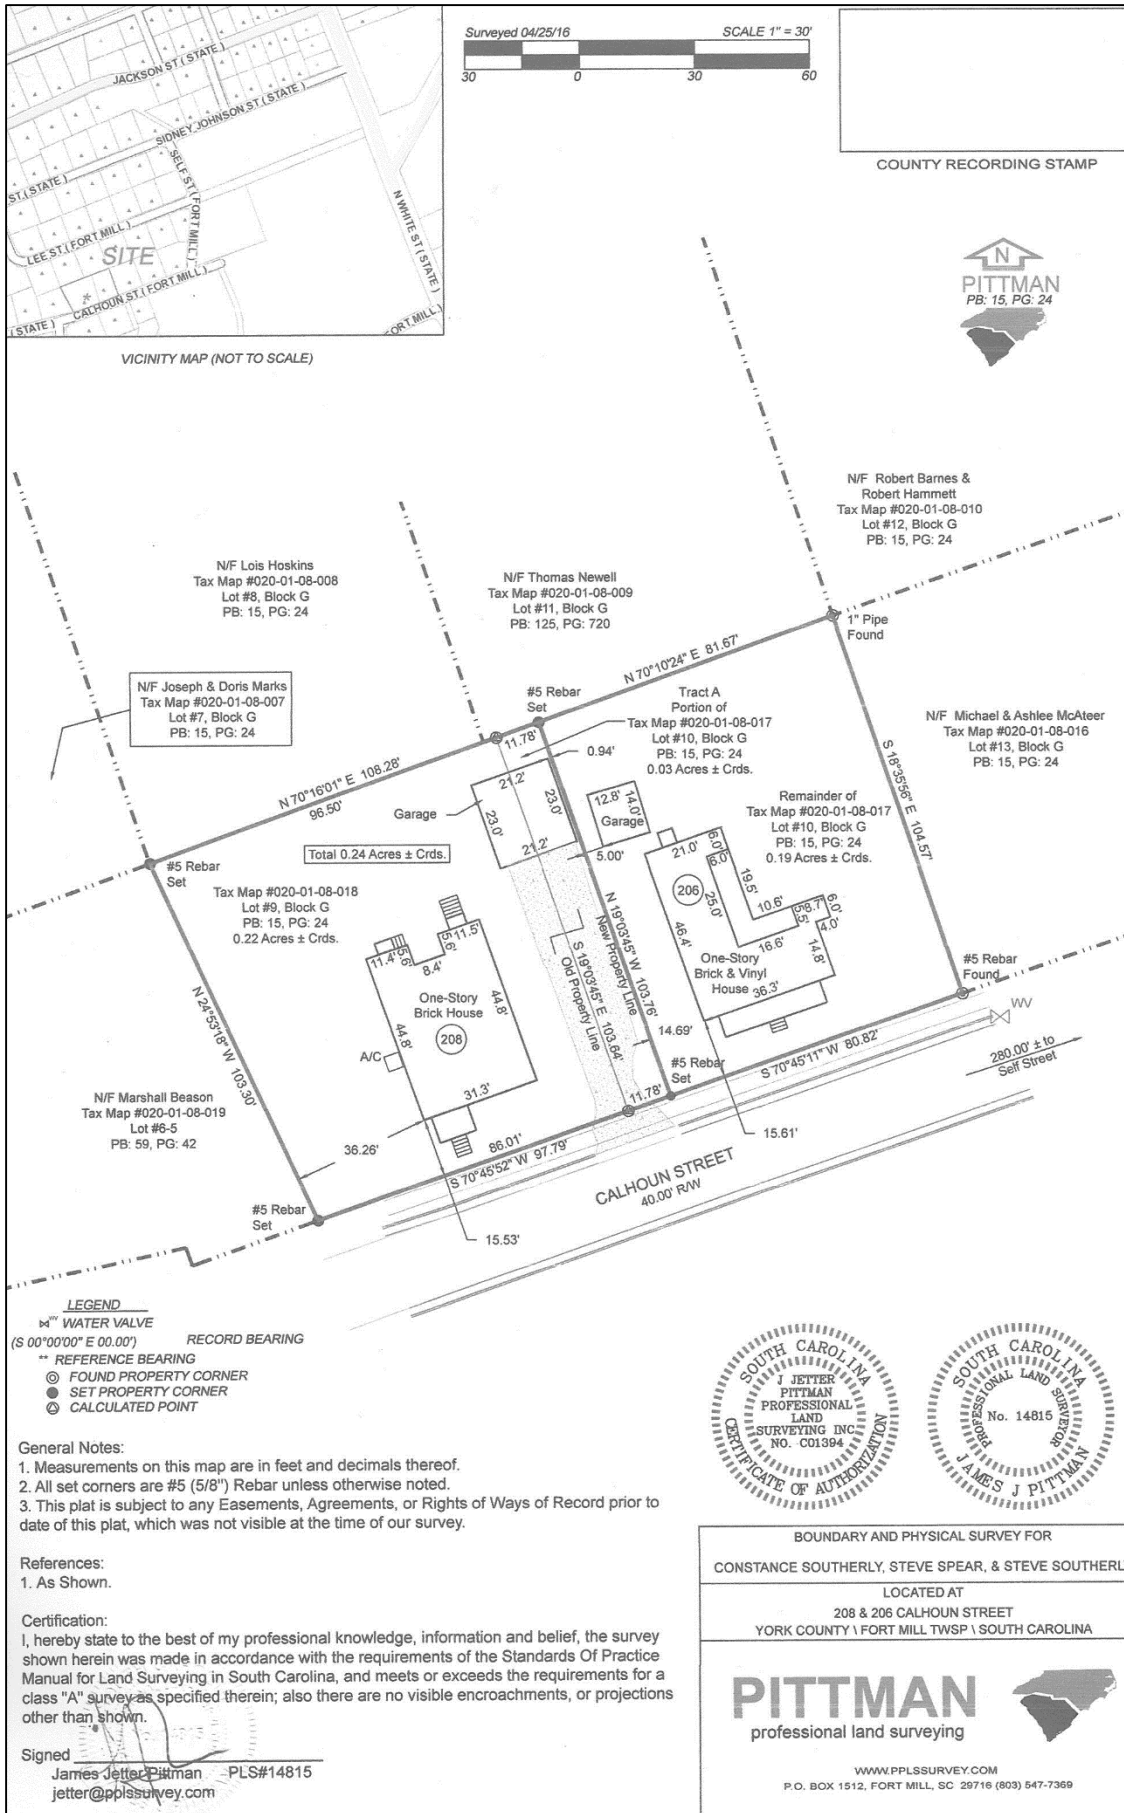 Surveyed 04/25/16
SCALE 1" = 30'
30 0 30 60
COUNTY RECORDING STAMP
JACKSON ST ( STATE )
SIDNEY JOHNSON ST ( STATE )
SELF ST ( FORT MILL )
ST ( STATE )
LEE ST ( FORT MILL )
SITE
CALHOUN ST ( FORT MILL )
N WHITE ST ( STATE )
( STATE )
ORT MILL )
VICINITY MAP (NOT TO SCALE)
N
PITTMAN
PB: 15, PG: 24
N/F Robert Barnes &
Robert Hammett
Tax Map #020-01-08-010
Lot #12, Block G
PB: 15, PG: 24
N/F Lois Hoskins
Tax Map #020-01-08-008
Lot #8, Block G
PB: 15, PG: 24
N/F Thomas Newell
Tax Map #020-01-08-009
Lot #11, Block G
PB: 125, PG: 720
1" Pipe
Found
N/F Joseph & Doris Marks
Tax Map #020-01-08-007
Lot #7, Block G
PB: 15, PG: 24
#5 Rebar
Set
N 70°10'24" E 81.67'
Tract A
Portion of
Tax Map #020-01-08-017
Lot #10, Block G
PB: 15, PG: 24
0.03 Acres ± Crds.
N/F Michael & Ashlee McAteer
Tax Map #020-01-08-016
Lot #13, Block G
PB: 15, PG: 24
S 18°35'56" E 104.57'
11.78'
0.94'
N 70°16'01" E 108.28'
96.50'
Garage
21.2'
23.0'
23.0'
21.2'
12.8'
14.0'
Garage
5.00'
Remainder of
Tax Map #020-01-08-017
Lot #10, Block G
PB: 15, PG: 24
0.19 Acres ± Crds.
Total 0.24 Acres ± Crds.
#5 Rebar
Set
Tax Map #020-01-08-018
Lot #9, Block G
PB: 15, PG: 24
0.22 Acres ± Crds.
21.0'
6.0'
6.0'
206
19.5'
25.0'
10.6'
5.5'
8.7'
6.0'
4.0'
46.4'
16.6'
14.8'
One-Story
Brick & Vinyl
House
36.3'
#5 Rebar
Found
WV
11.4'
5.6'
8.4'
5.6'
11.5'
One-Story
Brick House
208
44.8'
44.8'
A/C
31.3'
N 19°03'45" W 103.76'
New Property Line
S 19°03'45" E 103.64'
Old Property Line
14.69'
#5 Rebar
Set
S 70°45'11" W 80.82'
280.00' ± to
Self Street
N 24°53'18" W 103.30'
N/F Marshall Beason
Tax Map #020-01-08-019
Lot #6-5
PB: 59, PG: 42
36.26'
11.78'
15.61'
86.01'
S 70°45'52" W 97.79'
CALHOUN STREET
40.00' R/W
#5 Rebar
Set
15.53'
LEGEND
WV WATER VALVE
(S 00°00'00" E 00.00') RECORD BEARING
** REFERENCE BEARING
FOUND PROPERTY CORNER
SET PROPERTY CORNER
CALCULATED POINT
General Notes:
1. Measurements on this map are in feet and decimals thereof.
2. All set corners are #5 (5/8") Rebar unless otherwise noted.
3. This plat is subject to any Easements, Agreements, or Rights of Ways of Record prior to
date of this plat, which was not visible at the time of our survey.
References:
1. As Shown.
Certification:
I, hereby state to the best of my professional knowledge, information and belief, the survey
shown herein was made in accordance with the requirements of the Standards Of Practice
Manual for Land Surveying in South Carolina, and meets or exceeds the requirements for a
class "A" survey as specified therein; also there are no visible encroachments, or projections
other than shown.
Signed
James Jetter Pittman PLS#14815
jetter@pplssurvey.com
SOUTH CAROLINA
J JETTER
PITTMAN
PROFESSIONAL
LAND
SURVEYING INC
NO. C01394
CERTIFICATE OF AUTHORIZATION
SOUTH CAROLINA
PROFESSIONAL LAND SURVEYOR
No. 14815
JAMES J PITTMAN
BOUNDARY AND PHYSICAL SURVEY FOR
CONSTANCE SOUTHERLY, STEVE SPEAR, & STEVE SOUTHERL
LOCATED AT
208 & 206 CALHOUN STREET
YORK COUNTY \ FORT MILL TWSP \ SOUTH CAROLINA
PITTMAN
professional land surveying
WWW.PPLSSURVEY.COM
P.O. BOX 1512, FORT MILL, SC 29716 (803) 547-7369